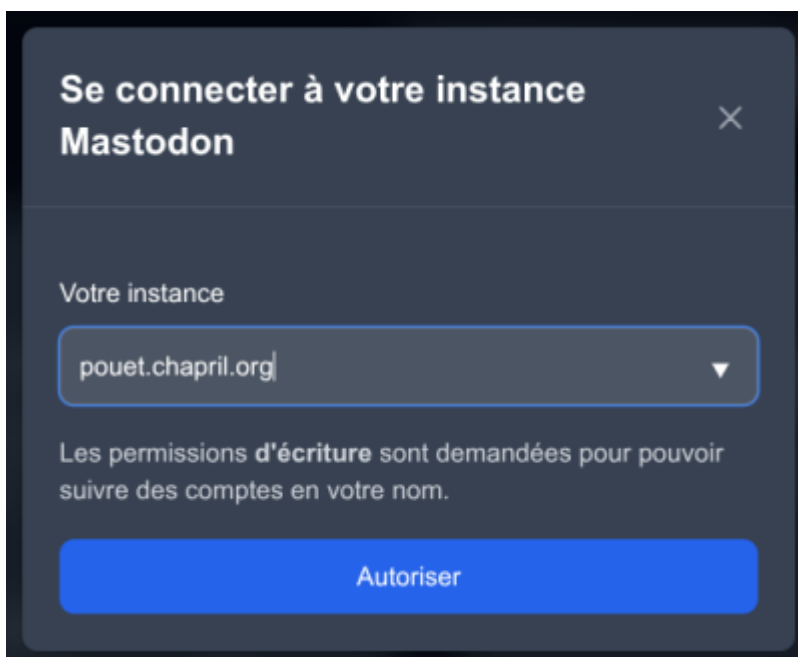 Se connecter à votre instance
Mastodon
Votre instance
pouet.chapril.org
Les permissions d'écriture sont demandées pour pouvoir
suivre des comptes en votre nom.
Autoriser